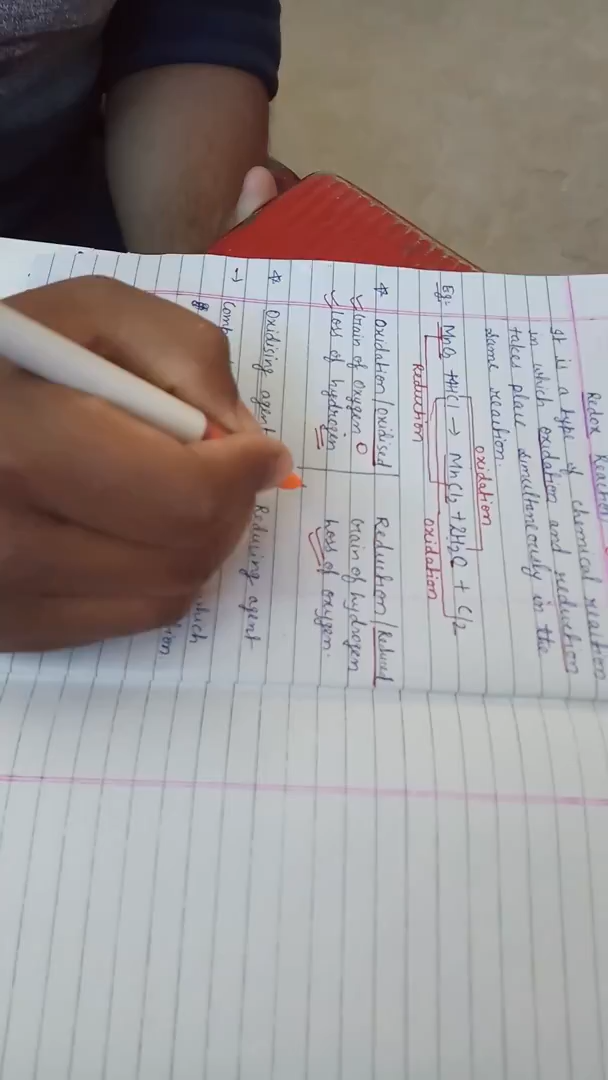 Redox Reaction
It is a type of chemical reaction
in which oxidation and reduction
takes place simultaneously in the
same reaction.
oxidation
Eg:- MnO2 + 4HCl → MnCl2 + 2H2O + Cl2
Reduction oxidation
* Oxidation/Oxidised Reduction/Reduced
Gain of Oxygen Gain of hydrogen
Loss of hydrogen Loss of oxygen.
* Oxidising agent Reducing agent
→ Comp
which